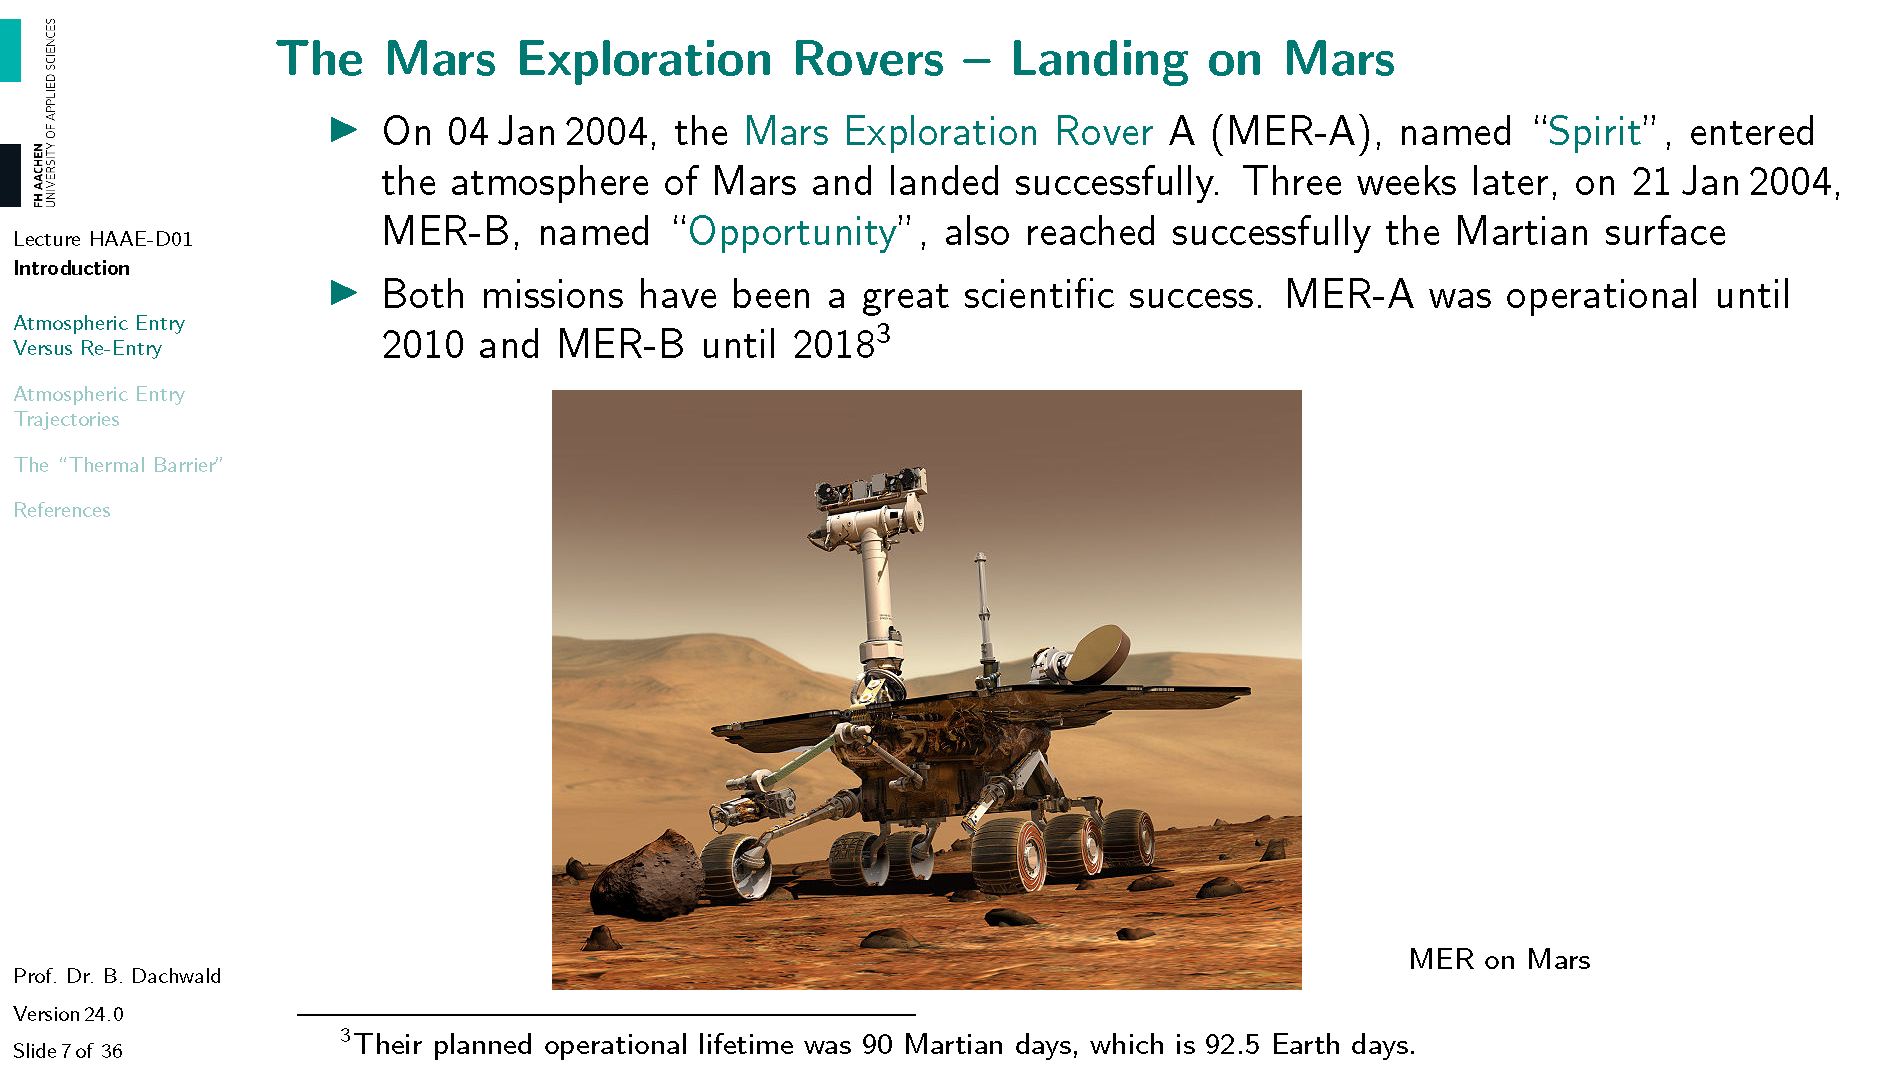 FH AACHEN
UNIVERSITY OF APPLIED SCIENCES
Lecture HAAE-D01
Introduction
Atmospheric Entry
Versus Re-Entry
Atmospheric Entry
Trajectories
The “Thermal Barrier”
References
Prof. Dr. B. Dachwald
Version 24.0
Slide 7 of 36
The Mars Exploration Rovers – Landing on Mars
▶ On 04 Jan 2004, the Mars Exploration Rover A (MER-A), named “Spirit”, entered
the atmosphere of Mars and landed successfully. Three weeks later, on 21 Jan 2004,
MER-B, named “Opportunity”, also reached successfully the Martian surface
▶ Both missions have been a great scientific success. MER-A was operational until
2010 and MER-B until 2018³
MER on Mars
³Their planned operational lifetime was 90 Martian days, which is 92.5 Earth days.